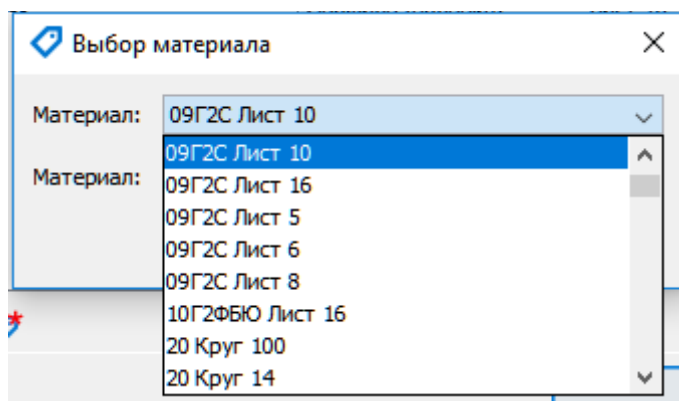 Выбор материала
Материал: 09Г2С Лист 10
09Г2С Лист 10
09Г2С Лист 16
Материал:
09Г2С Лист 5
09Г2С Лист 6
09Г2С Лист 8
10Г2ФБЮ Лист 16
20 Круг 100
20 Круг 14